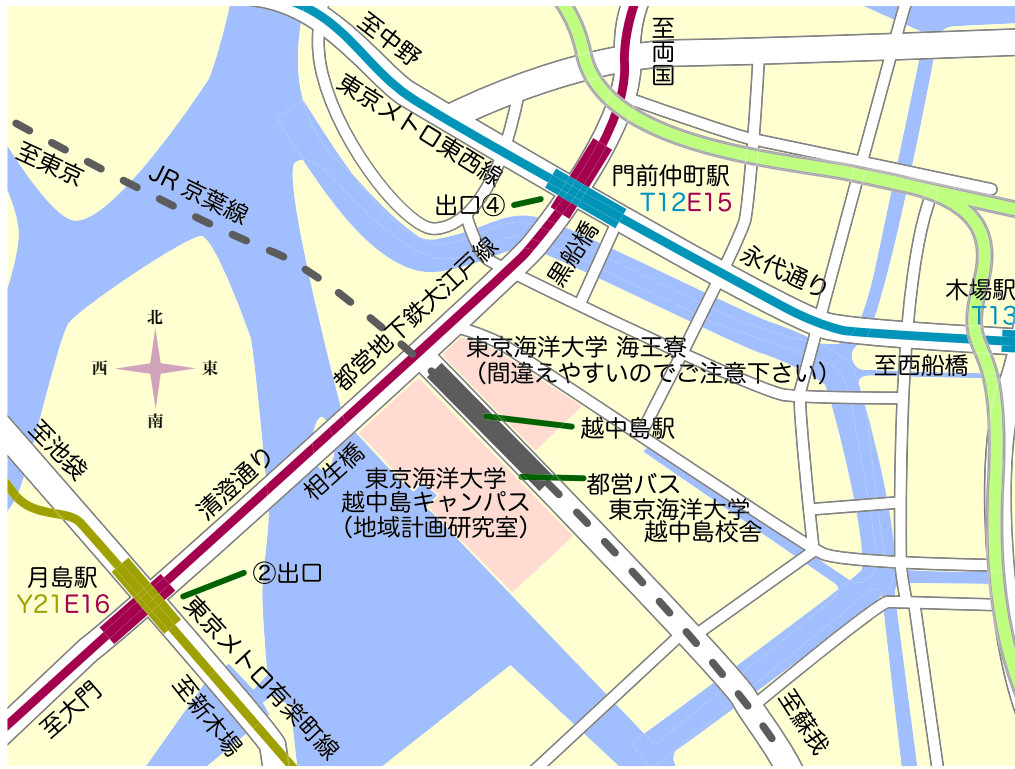 至中野
至両国
東京メトロ東西線
至東京
JR 京葉線
門前仲町駅
T12E15
出口④
黒船橋
永代通り
木場駅
T13
都営地下鉄大江戸線
北
西
東
南
東京海洋大学 海王寮
（間違えやすいのでご注意下さい）
至西船橋
越中島駅
至池袋
清澄通り
相生橋
東京海洋大学
越中島キャンパス
（地域計画研究室）
都営バス
東京海洋大学
越中島校舎
月島駅
Y21E16
②出口
東京メトロ有楽町線
至大門
至新木場
至蘇我